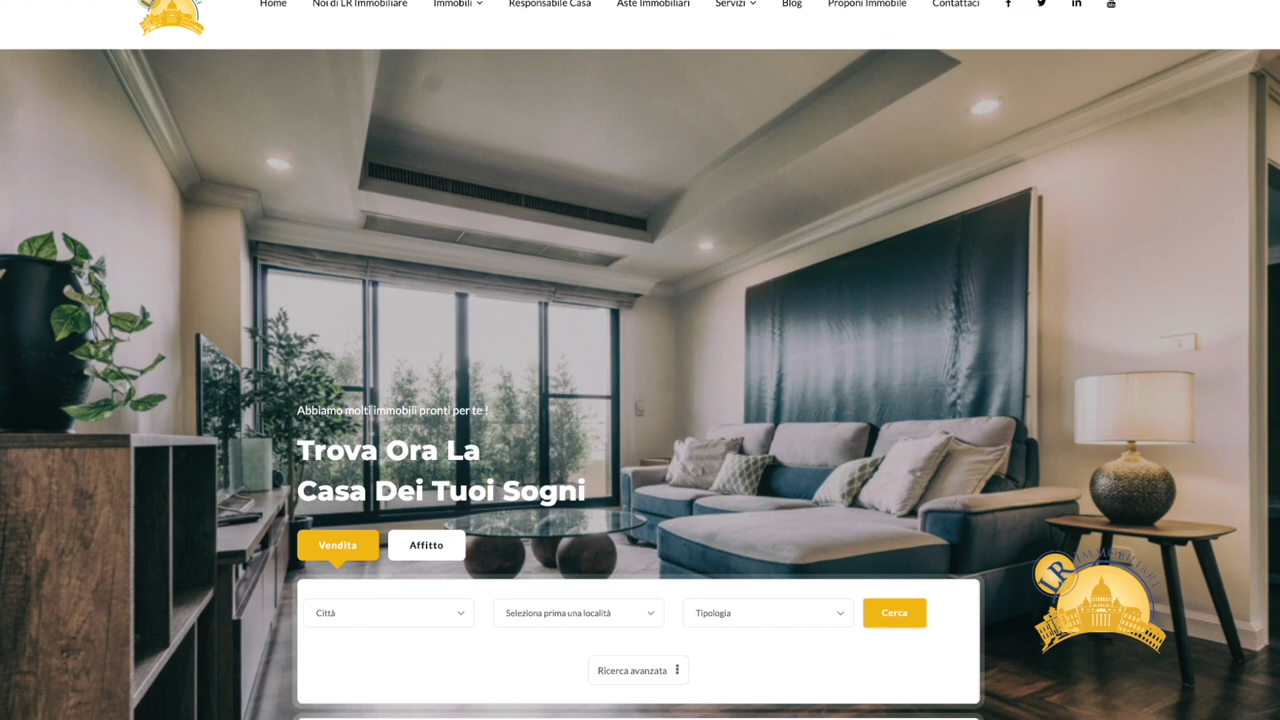 Home Noi di LR Immobiliare Immobili Responsabile Casa Aste Immobiliari Servizi Blog Proponi Immobile Contattaci
Abbiamo molti immobili pronti per te !
Trova Ora La
Casa Dei Tuoi Sogni
Vendita Affitto
Città Seleziona prima una località Tipologia Cerca
Ricerca avanzata
LR IMMOBILIARI